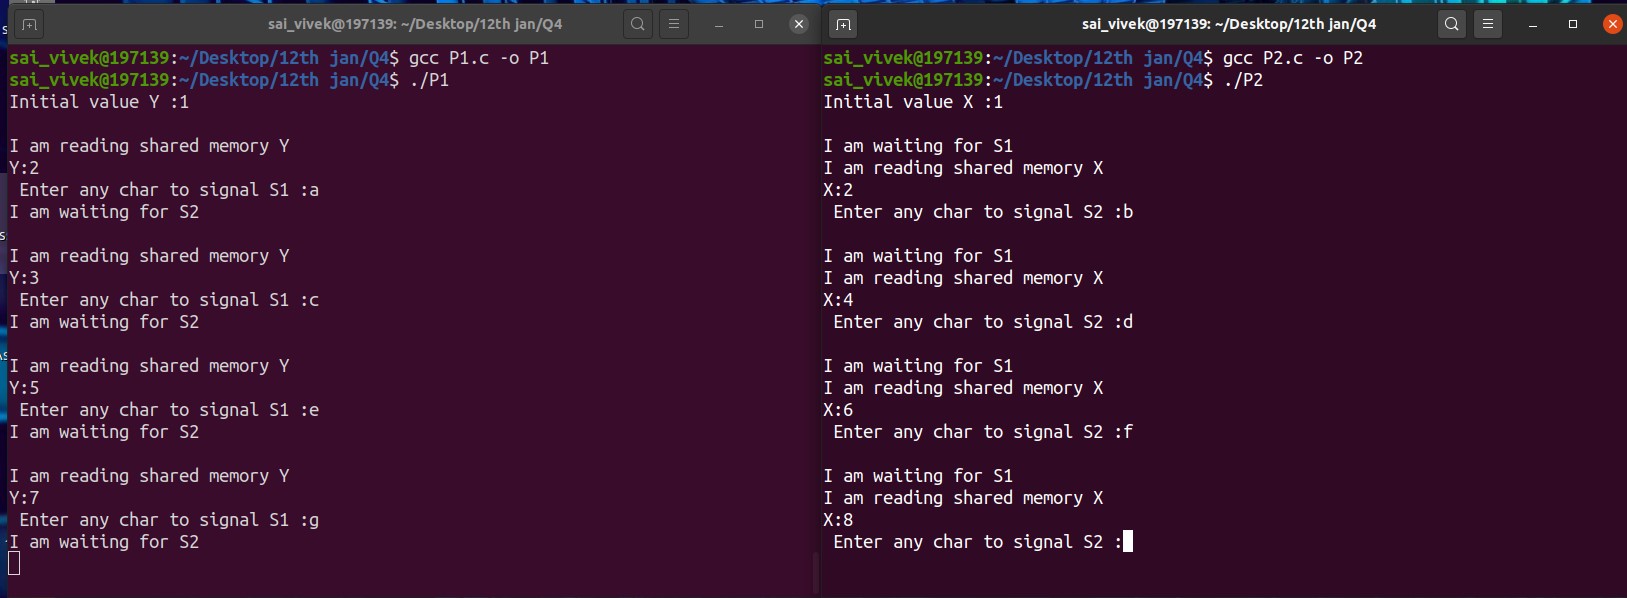 sai_vivek@197139: ~/Desktop/12th jan/Q4
sai_vivek@197139:~/Desktop/12th jan/Q4$ gcc P1.c -o P1
sai_vivek@197139:~/Desktop/12th jan/Q4$ ./P1
Initial value Y :1
I am reading shared memory Y
Y:2
Enter any char to signal S1 :a
I am waiting for S2
I am reading shared memory Y
Y:3
Enter any char to signal S1 :c
I am waiting for S2
I am reading shared memory Y
Y:5
Enter any char to signal S1 :e
I am waiting for S2
I am reading shared memory Y
Y:7
Enter any char to signal S1 :g
I am waiting for S2
sai_vivek@197139: ~/Desktop/12th jan/Q4
sai_vivek@197139:~/Desktop/12th jan/Q4$ gcc P2.c -o P2
sai_vivek@197139:~/Desktop/12th jan/Q4$ ./P2
Initial value X :1
I am waiting for S1
I am reading shared memory X
X:2
Enter any char to signal S2 :b
I am waiting for S1
I am reading shared memory X
X:4
Enter any char to signal S2 :d
I am waiting for S1
I am reading shared memory X
X:6
Enter any char to signal S2 :f
I am waiting for S1
I am reading shared memory X
X:8
Enter any char to signal S2 :